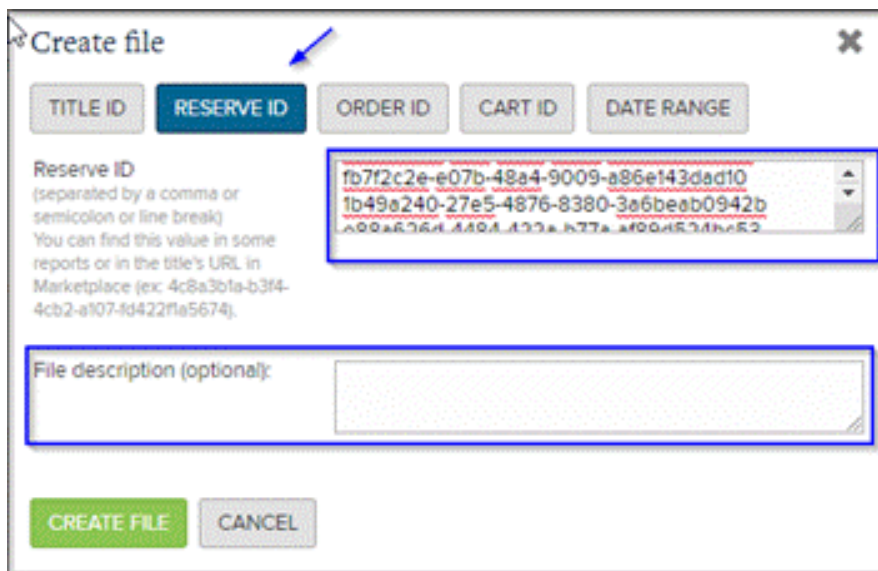 Create file
TITLE ID
RESERVE ID
ORDER ID
CART ID
DATE RANGE
Reserve ID
(separated by a comma or
semicolon or line break)
You can find this value in some
reports or in the title's URL in
Marketplace (ex: 4c8a3b1a-b3f4-
4cb2-a107-fd422f1a5674).
fb7f2c2e-e07b-48a4-9009-a86e143dad10
1b49a240-27e5-4876-8380-3a6beab0942b
File description (optional):
CREATE FILE
CANCEL